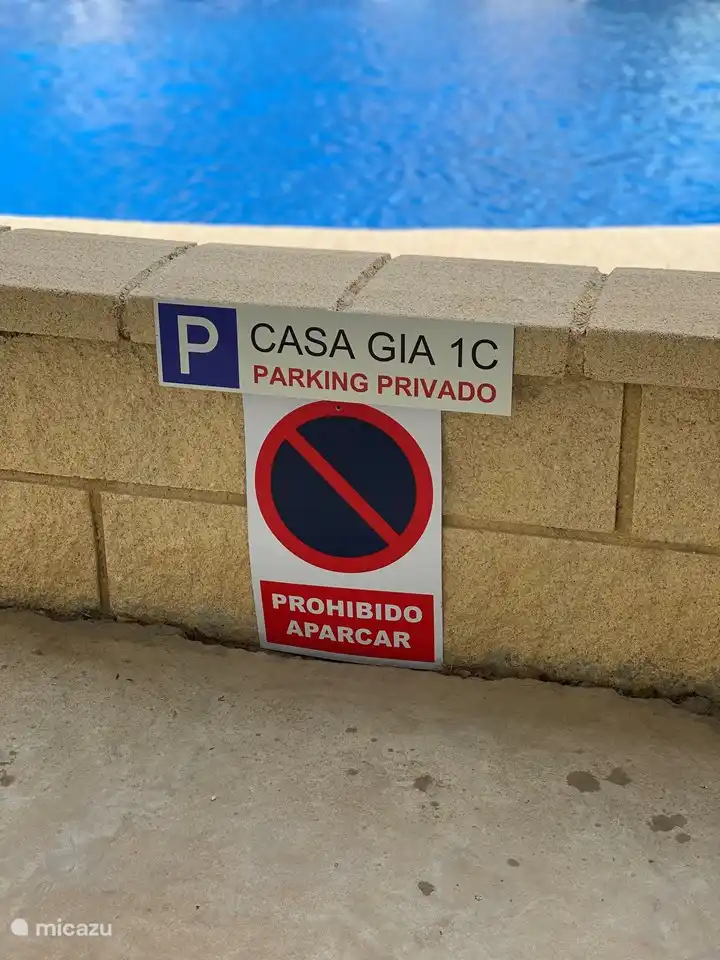 P
CASA GIA 1C
PARKING PRIVADO
PROHIBIDO
APARCAR
micazu